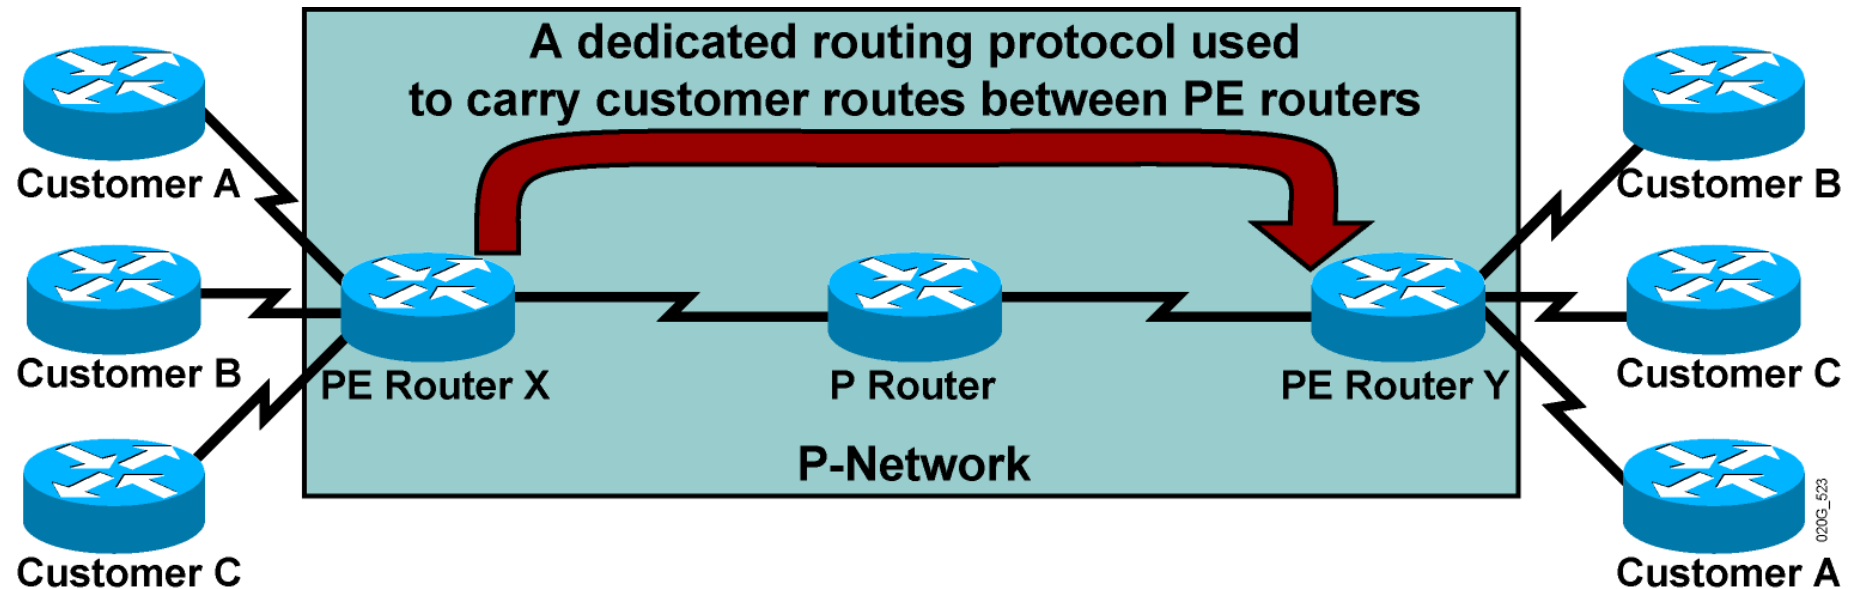 A dedicated routing protocol used
to carry customer routes between PE routers
Customer A
Customer B
Customer B
Customer C
PE Router X
P Router
PE Router Y
P-Network
Customer C
Customer A
020G_523